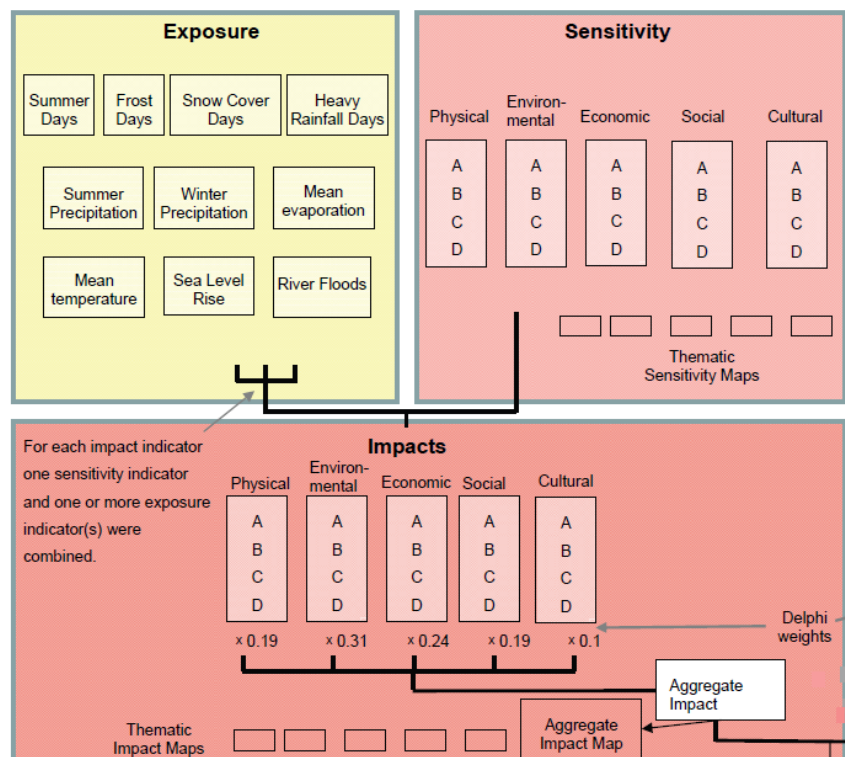 Exposure
Summer
Days
Frost
Days
Snow Cover
Days
Heavy
Rainfall Days
Summer
Precipitation
Winter
Precipitation
Mean
evaporation
Mean
temperature
Sea Level
Rise
River Floods
Sensitivity
Physical
Environ-
mental
Economic
Social
Cultural
A
B
C
D
A
B
C
D
A
B
C
D
A
B
C
D
A
B
C
D
Thematic
Sensitivity Maps
For each impact indicator
one sensitivity indicator
and one or more exposure
indicator(s) were
combined.
Impacts
Physical
Environ-
mental
Economic
Social
Cultural
A
B
C
D
A
B
C
D
A
B
C
D
A
B
C
D
A
B
C
D
x 0.19
x 0.31
x 0.24
x 0.19
x 0.1
Delphi
weights
Aggregate
Impact
Thematic
Impact Maps
Aggregate
Impact Map